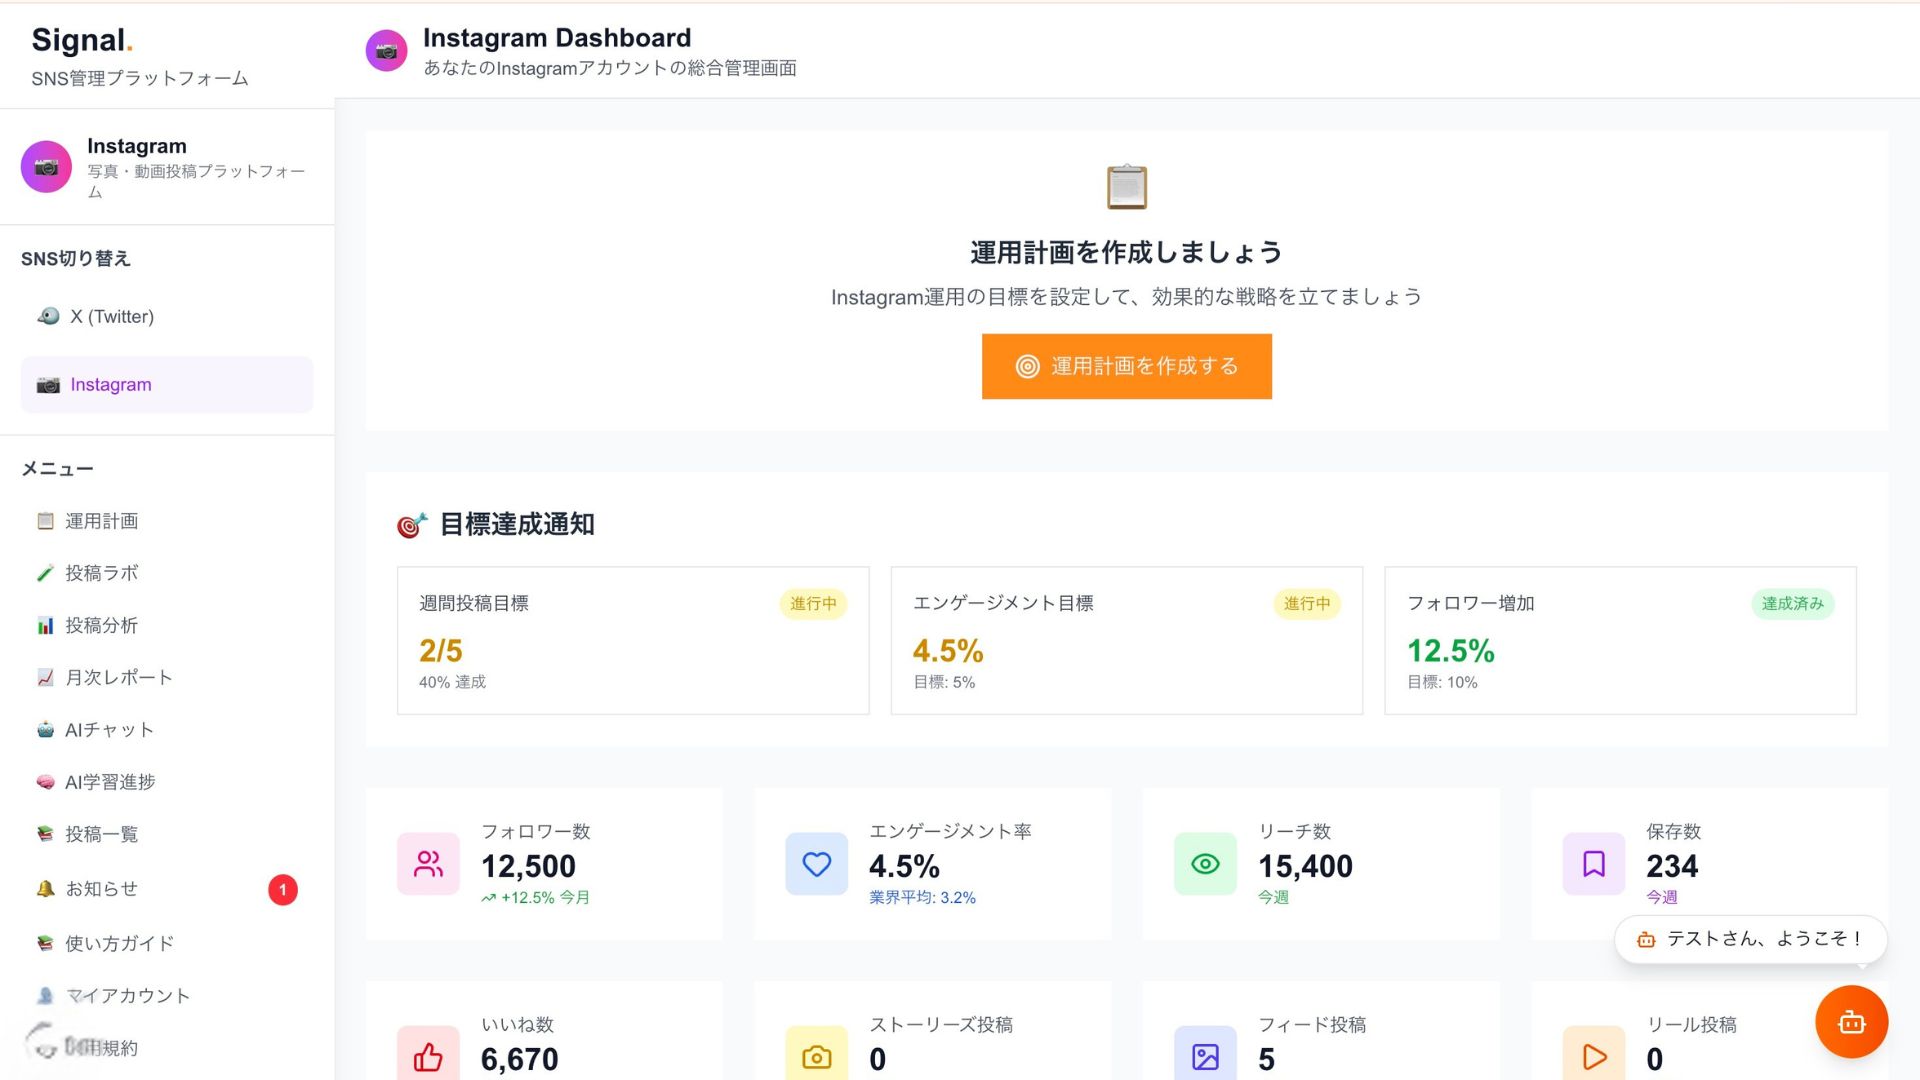 Signal.
SNS管理プラットフォーム
Instagram
写真・動画投稿プラットフォー
ム
SNS切り替え
X (Twitter)
Instagram
メニュー
運用計画
投稿ラボ
投稿分析
月次レポート
AIチャット
AI学習進捗
投稿一覧
お知らせ
1
使い方ガイド
マイアカウント
規約
Instagram Dashboard
あなたのInstagramアカウントの総合管理画面
運用計画を作成しましょう
Instagram運用の目標を設定して、効果的な戦略を立てましょう
運用計画を作成する
目標達成通知
週間投稿目標
進行中
2/5
40% 達成
エンゲージメント目標
進行中
4.5%
目標: 5%
フォロワー増加
達成済み
12.5%
目標: 10%
フォロワー数
12,500
+12.5% 今月
エンゲージメント率
4.5%
業界平均: 3.2%
リーチ数
15,400
今週
保存数
234
今週
テストさん、ようこそ！
いいね数
6,670
ストーリーズ投稿
0
フィード投稿
5
リール投稿
0